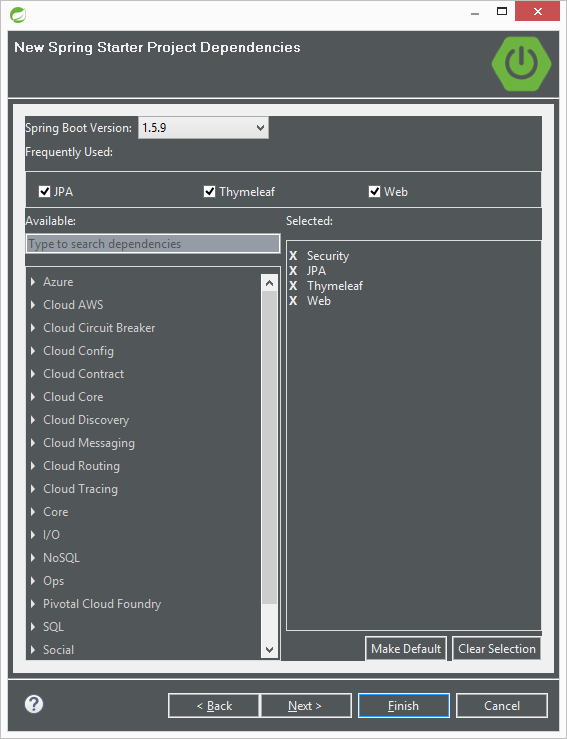 New Spring Starter Project Dependencies
Spring Boot Version: 1.5.9
Frequently Used:
JPA Thymeleaf Web
Available:
Type to search dependencies
Azure
Cloud AWS
Cloud Circuit Breaker
Cloud Config
Cloud Contract
Cloud Core
Cloud Discovery
Cloud Messaging
Cloud Routing
Cloud Tracing
Core
I/O
NoSQL
Ops
Pivotal Cloud Foundry
SQL
Social
Selected:
X Security
X JPA
X Thymeleaf
X Web
Make Default Clear Selection
? < Back Next > Finish Cancel